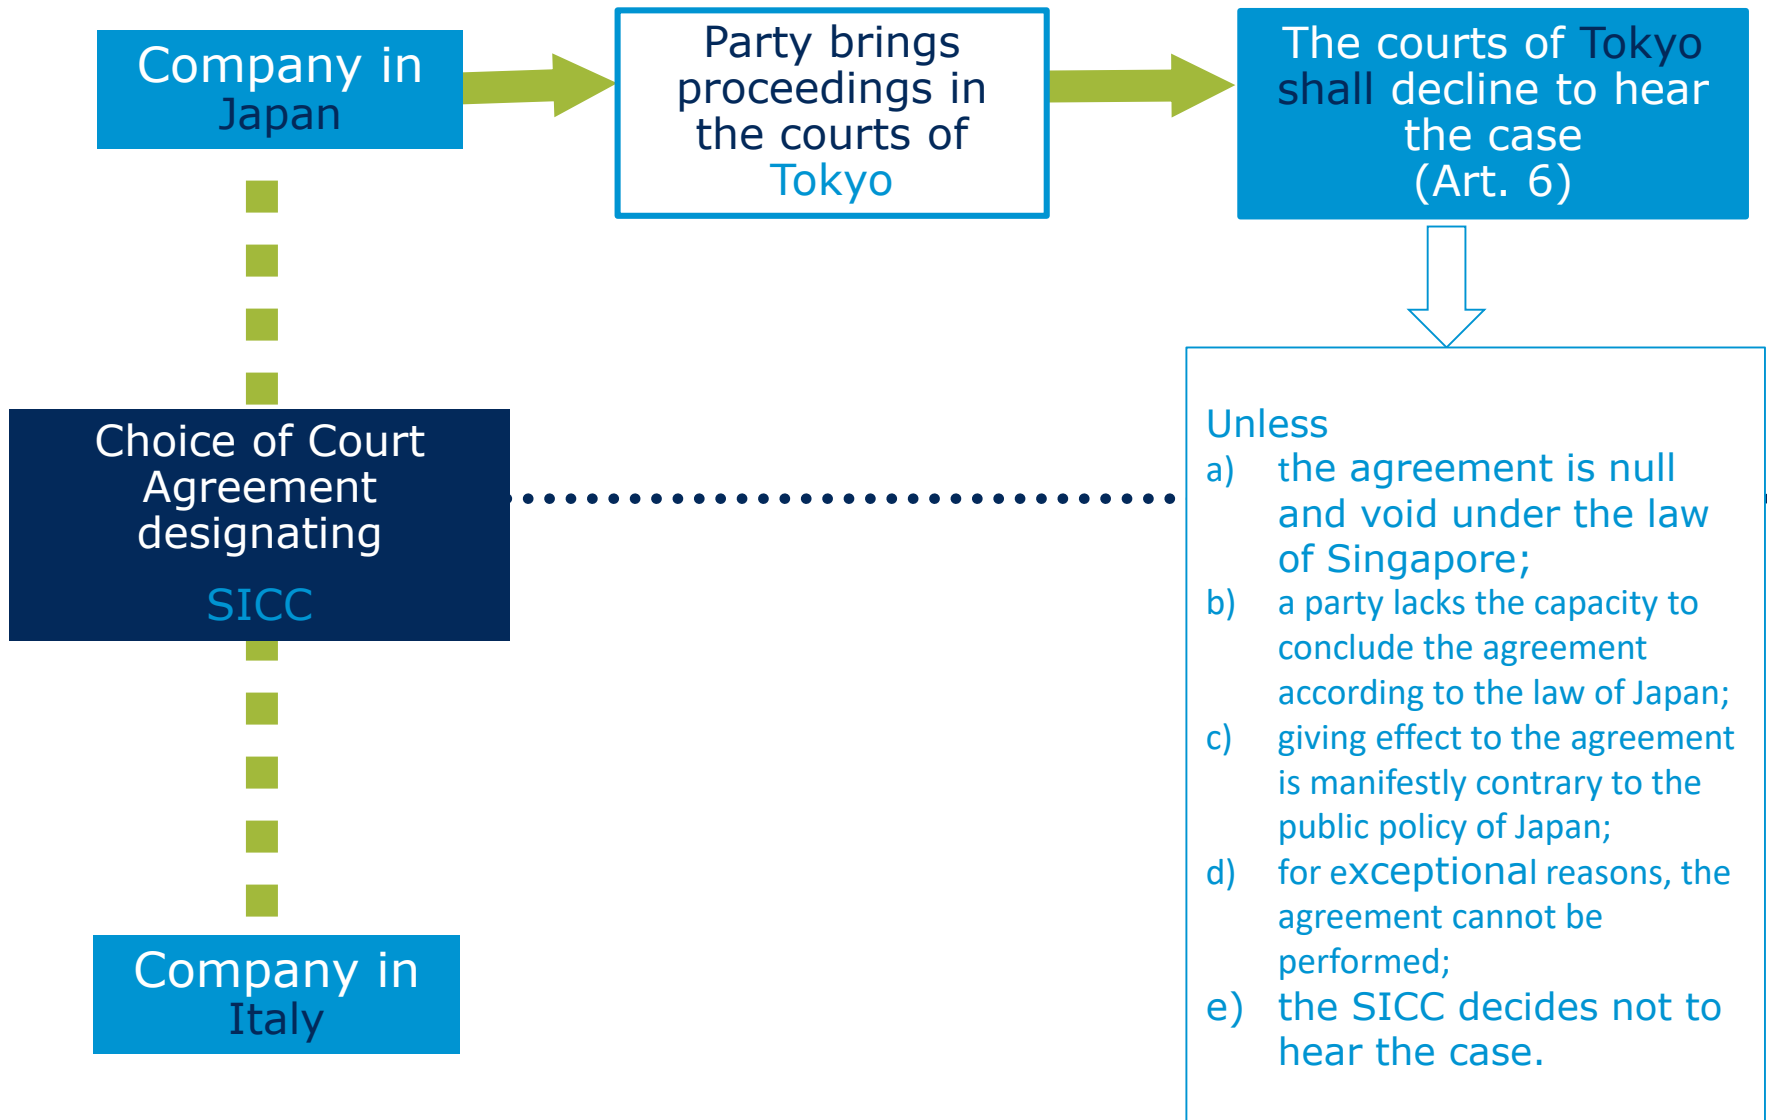 Company in
Japan
Party brings
proceedings in
the courts of
Tokyo
The courts of Tokyo
shall decline to hear
the case
(Art. 6)
Choice of Court
Agreement
designating
SICC
Company in
Italy
Unless
a) the agreement is null
and void under the law
of Singapore;
b) a party lacks the capacity to
conclude the agreement
according to the law of Japan;
c) giving effect to the agreement
is manifestly contrary to the
public policy of Japan;
d) for exceptional reasons, the
agreement cannot be
performed;
e) the SICC decides not to
hear the case.